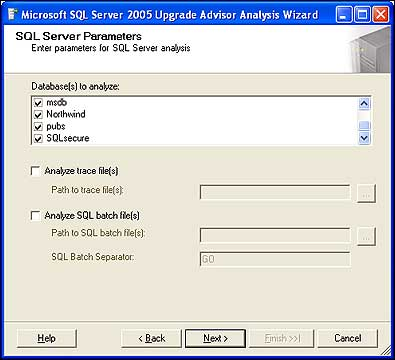 Microsoft SQL Server 2005 Upgrade Advisor Analysis Wizard
SQL Server Parameters
Enter parameters for SQL Server analysis
Database(s) to analyze:
msdb
Northwind
pubs
SQLsecure
Analyze trace file(s)
Path to trace file(s):
...
Analyze SQL batch file(s)
Path to SQL batch file(s):
...
SQL Batch Separator:
GO
Help
< Back
Next >
Finish >>|
Cancel